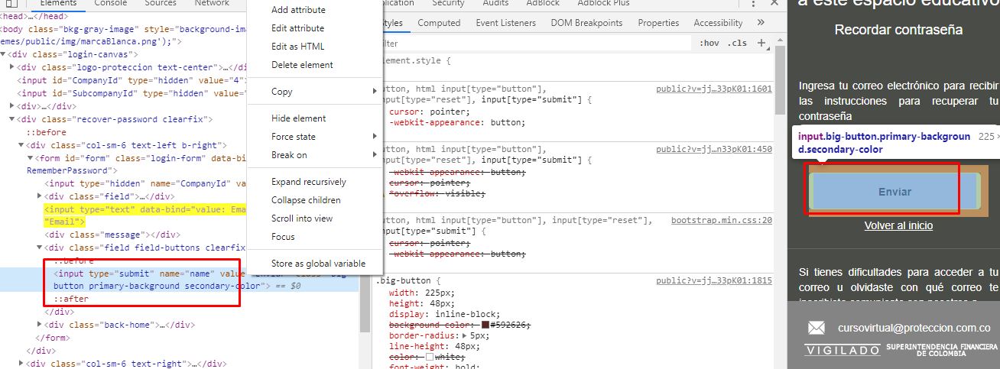 Elements Console Sources Network
<head>…</head>
<body class="bkg-gray-image" style="background-ima
emes/public/img/marcaBlanca.png');">
<div class="login-canvas">
<div class="logo-proteccion text-center">…</di
<input id="CompanyId" type="hidden" value="4">
<input id="SubcompanyId" type="hidden" value="
<div>…</div>
<div class="recover-password clearfix">
::before
<div class="col-sm-6 text-left b-right">
<form id="form" class="login-form" data-bi
RememberPassword">
<input type="hidden" name="CompanyId" va
<div class="field">…</div>
<input type="text" data-bind="value: Ema
"Email">
<div class="message"></div>
<div class="field field-buttons clearfix
::before
<input type="submit" name="name" value
button primary-background secondary-color"> == $0
::after
</div>
<div class="back-home">…</div>
</form>
</div>
<div class="col-sm-6 text-right">…</div>
Add attribute
Edit attribute
Edit as HTML
Delete element
Copy
Hide element
Force state
Break on
Expand recursively
Collapse children
Scroll into view
Focus
Store as global variable
Security Audits AdBlock Adblock Plus
Computed Event Listeners DOM Breakpoints Properties Accessibility »
:hov .cls +
element.style {
button, html input[type="button"], public?v=jj…33pK01:1601
input[type="reset"], input[type="submit"] {
cursor: pointer;
-webkit-appearance: button;
button, html input[type="button"], public?v=jj…n33pK01:450
input[type="reset"], input[type="submit"] {
-webkit-appearance: button;
cursor: pointer;
*overflow: visible;
button, html input[type="button"], input[type="reset"], bootstrap.min.css:20
input[type="submit"] {
cursor: pointer;
-webkit-appearance: button;
.big-button { public?v=jj…33pK01:1815
width: 225px;
height: 48px;
display: inline-block;
background-color: #592626;
border-radius: 5px;
line-height: 48px;
color: white;
font-weight: bold;
a este espacio educativo
Recordar contraseña
Ingresa tu correo electrónico para recibir
las instrucciones para recuperar tu
contraseña
input.big-button.primary-backgroun 225 ×
d.secondary-color
Enviar
Volver al inicio
Si tienes dificultades para acceder a tu
correo u olvidaste con qué correo te
cursovirtual@proteccion.com.co
VIGILADO SUPERINTENDENCIA FINANCIERA
DE COLOMBIA